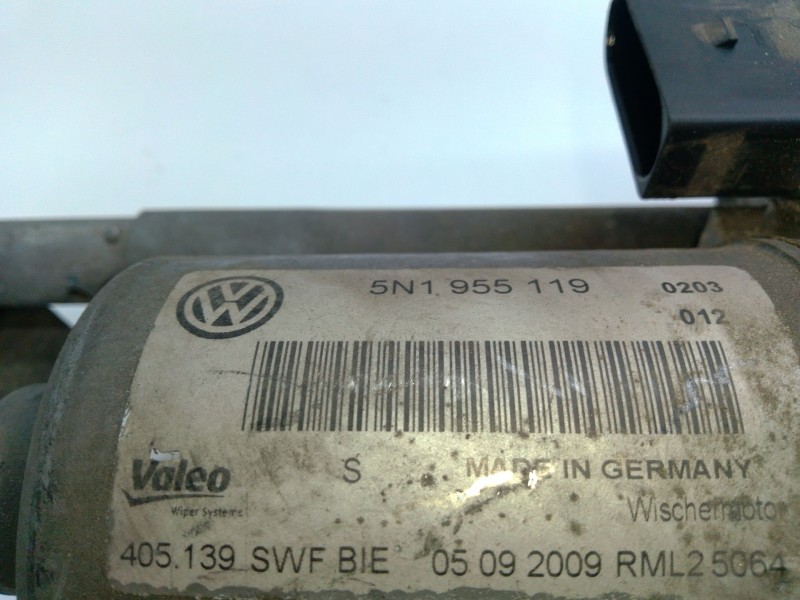 5N1 955 119 0203
012
Valeo S MADE IN GERMANY
Wiper Systems Wischermotor
405.139 SWF BIE 05 09 2009 RML2 5064